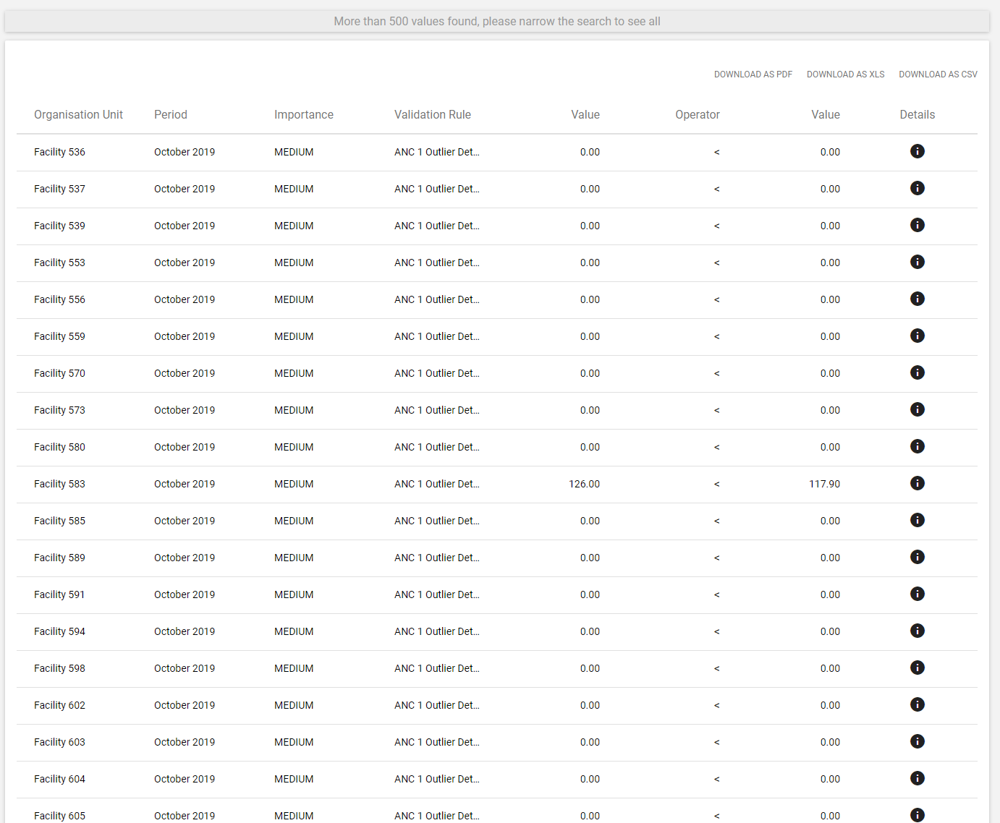 More than 500 values found, please narrow the search to see all
DOWNLOAD AS PDF DOWNLOAD AS XLS DOWNLOAD AS CSV
Organisation Unit Period Importance Validation Rule Value Operator Value Details
Facility 536 October 2019 MEDIUM ANC 1 Outlier Det... 0.00 < 0.00
Facility 537 October 2019 MEDIUM ANC 1 Outlier Det... 0.00 < 0.00
Facility 539 October 2019 MEDIUM ANC 1 Outlier Det... 0.00 < 0.00
Facility 553 October 2019 MEDIUM ANC 1 Outlier Det... 0.00 < 0.00
Facility 556 October 2019 MEDIUM ANC 1 Outlier Det... 0.00 < 0.00
Facility 559 October 2019 MEDIUM ANC 1 Outlier Det... 0.00 < 0.00
Facility 570 October 2019 MEDIUM ANC 1 Outlier Det... 0.00 < 0.00
Facility 573 October 2019 MEDIUM ANC 1 Outlier Det... 0.00 < 0.00
Facility 580 October 2019 MEDIUM ANC 1 Outlier Det... 0.00 < 0.00
Facility 583 October 2019 MEDIUM ANC 1 Outlier Det... 126.00 < 117.90
Facility 585 October 2019 MEDIUM ANC 1 Outlier Det... 0.00 < 0.00
Facility 589 October 2019 MEDIUM ANC 1 Outlier Det... 0.00 < 0.00
Facility 591 October 2019 MEDIUM ANC 1 Outlier Det... 0.00 < 0.00
Facility 594 October 2019 MEDIUM ANC 1 Outlier Det... 0.00 < 0.00
Facility 598 October 2019 MEDIUM ANC 1 Outlier Det... 0.00 < 0.00
Facility 602 October 2019 MEDIUM ANC 1 Outlier Det... 0.00 < 0.00
Facility 603 October 2019 MEDIUM ANC 1 Outlier Det... 0.00 < 0.00
Facility 604 October 2019 MEDIUM ANC 1 Outlier Det... 0.00 < 0.00
Facility 605 October 2019 MEDIUM ANC 1 Outlier Det... 0.00 < 0.00